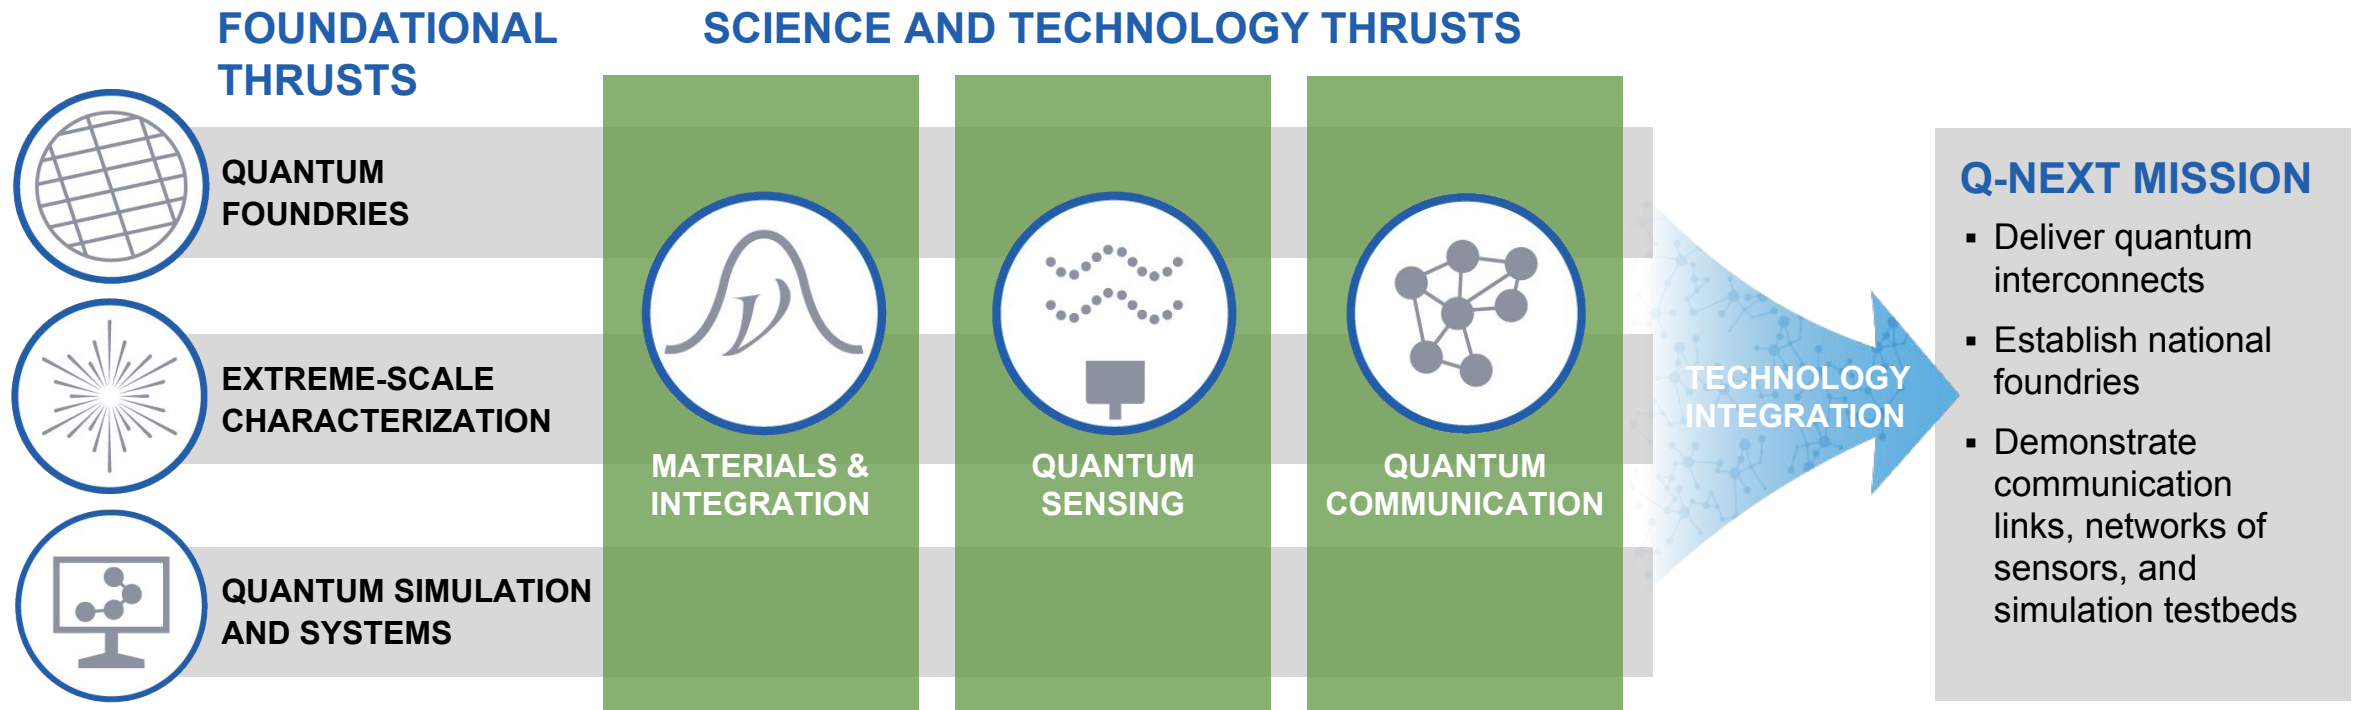 FOUNDATIONAL
THRUSTS
SCIENCE AND TECHNOLOGY THRUSTS
QUANTUM
FOUNDRIES
EXTREME-SCALE
CHARACTERIZATION
QUANTUM SIMULATION
AND SYSTEMS
MATERIALS &
INTEGRATION
QUANTUM
SENSING
QUANTUM
COMMUNICATION
TECHNOLOGY
INTEGRATION
Q-NEXT MISSION
▪ Deliver quantum
interconnects
▪ Establish national
foundries
▪ Demonstrate
communication
links, networks of
sensors, and
simulation testbeds